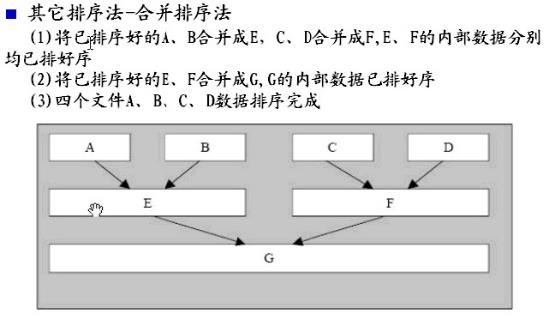 其它排序法-合并排序法
(1)将已排序好的A、B合并成E, C、D合并成F,E、F的内部数据分别
均已排好序
(2)将已排序好的E、F合并成G,G的内部数据已排好序
(3)四个文件A、B、C、D数据排序完成
A B C D
E F
G